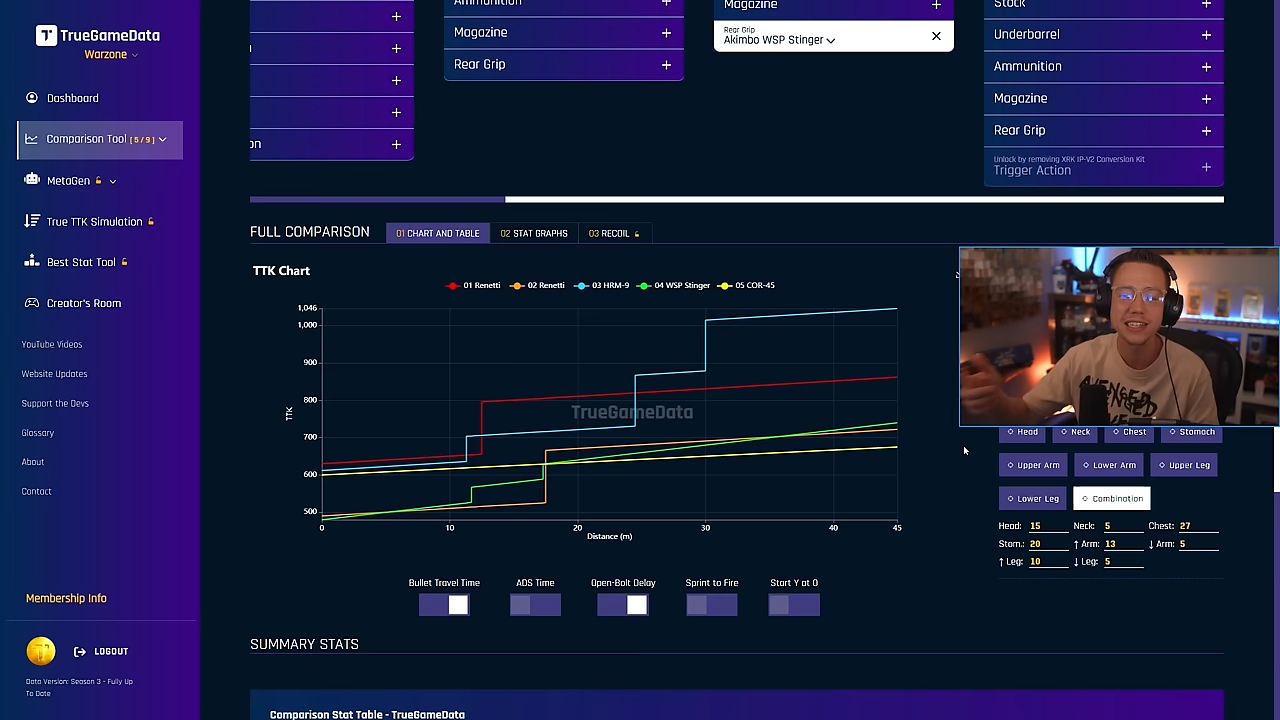 TrueGameData
Warzone
Dashboard
Comparison Tool [5/9]
MetaGen
True TTK Simulation
Best Stat Tool
Creator's Room
YouTube Videos
Website Updates
Support the Devs
Glossary
About
Contact
Membership Info
LOGOUT
Data Version: Season 3 - Fully Up
To Date
Ammunition
Magazine
Rear Grip
Magazine
Rear Grip
Akimbo WSP Stinger
Stock
Underbarrel
Ammunition
Magazine
Rear Grip
Unlock by removing XRK IP-V2 Conversion Kit
Trigger Action
FULL COMPARISON
01 CHART AND TABLE
02 STAT GRAPHS
03 RECOIL
TTK Chart
01 Renetti 02 Renetti 03 HRM-9 04 WSP Stinger 05 COR-45
1,046
1,000
900
800
700
600
500
TTK
TrueGameData
0 10 20 30 40 45
Distance (m)
Bullet Travel Time ADS Time Open-Bolt Delay Sprint to Fire Start Y at 0
Head Neck Chest Stomach
Upper Arm Lower Arm Upper Leg
Lower Leg Combination
Head: 15 Neck: 5 Chest: 27
Stom.: 20 ↑ Arm: 13 ↓ Arm: 5
↑ Leg: 10 ↓ Leg: 5
SUMMARY STATS
Comparison Stat Table - TrueGameData
AVENGED